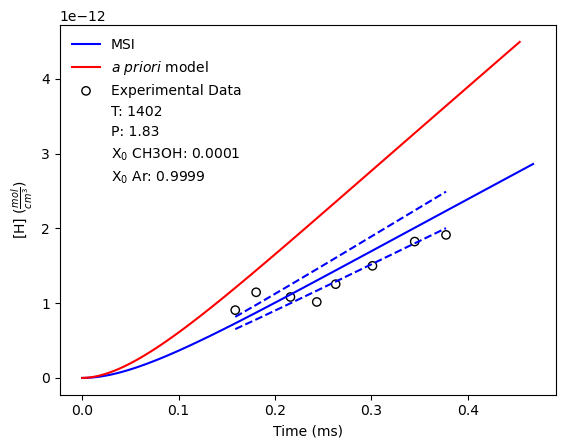 1e−12
MSI
a priori model
Experimental Data
T: 1402
P: 1.83
X₀ CH3OH: 0.0001
X₀ Ar: 0.9999
[H] (mol/cm³)
4
3
2
1
0
0.0 0.1 0.2 0.3 0.4
Time (ms)